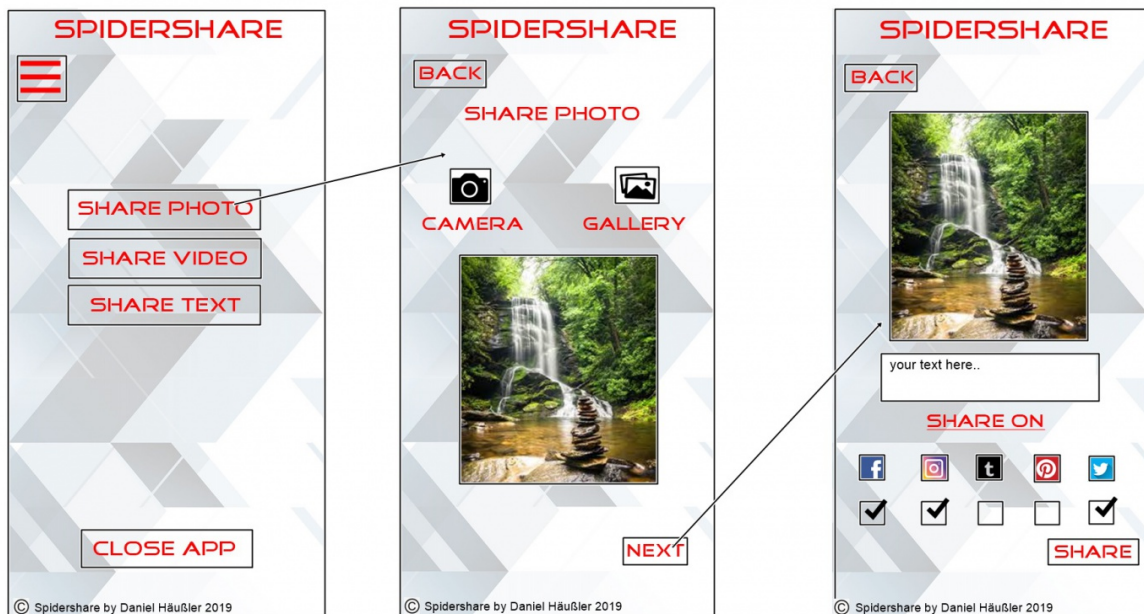 SPIDERSHARE
SHARE PHOTO
SHARE VIDEO
SHARE TEXT
CLOSE APP
© Spidershare by Daniel Häußler 2019
SPIDERSHARE
BACK
SHARE PHOTO
CAMERA GALLERY
NEXT
© Spidershare by Daniel Häußler 2019
SPIDERSHARE
BACK
your text here..
SHARE ON
SHARE
© Spidershare by Daniel Häußler 2019